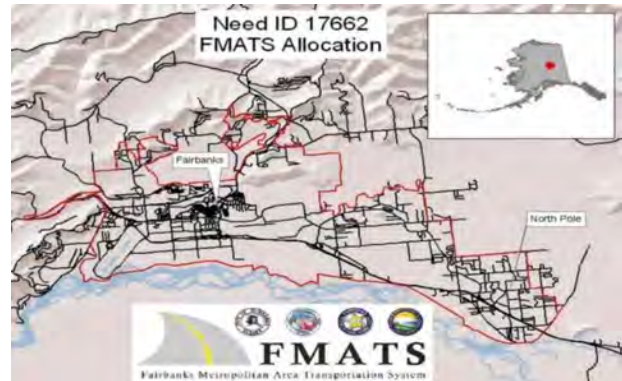 Need ID 17662
FMATS Allocation
Fairbanks
North Pole
FMATS
Fairbanks Metropolitan Area Transportation System